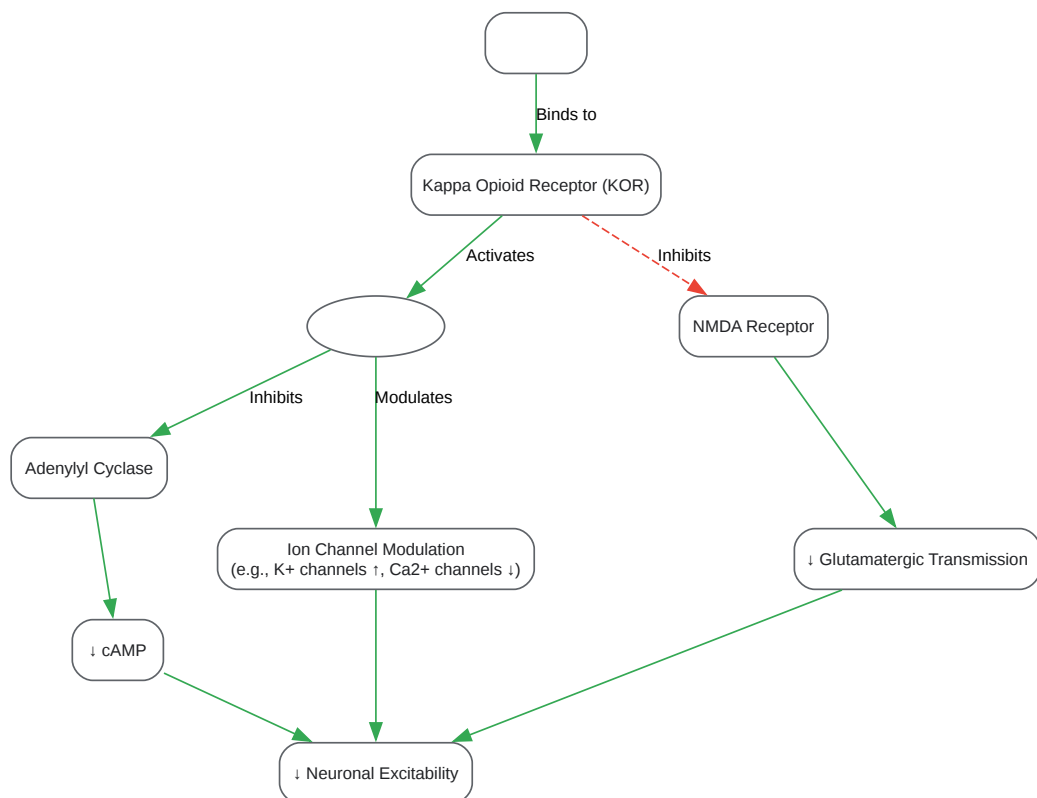 Binds to
Kappa Opioid Receptor (KOR)
Activates
Inhibits
NMDA Receptor
Inhibits
Modulates
Adenylyl Cyclase
Ion Channel Modulation
(e.g., K+ channels ↑, Ca2+ channels ↓)
↓ Glutamatergic Transmission
↓ cAMP
↓ Neuronal Excitability